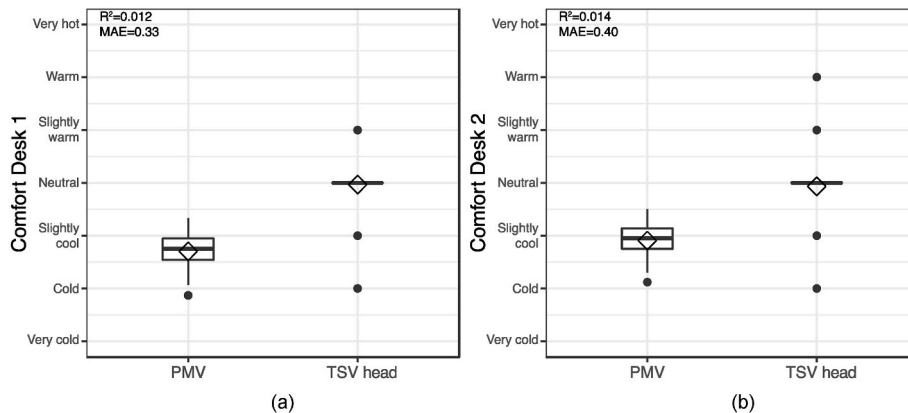 R²=0.012
MAE=0.33
Very hot
Warm
Slightly
warm
Neutral
Slightly
cool
Cold
Very cold
Comfort Desk 1
PMV
TSV head
(a)
R²=0.014
MAE=0.40
Very hot
Warm
Slightly
warm
Neutral
Slightly
cool
Cold
Very cold
Comfort Desk 2
PMV
TSV head
(b)